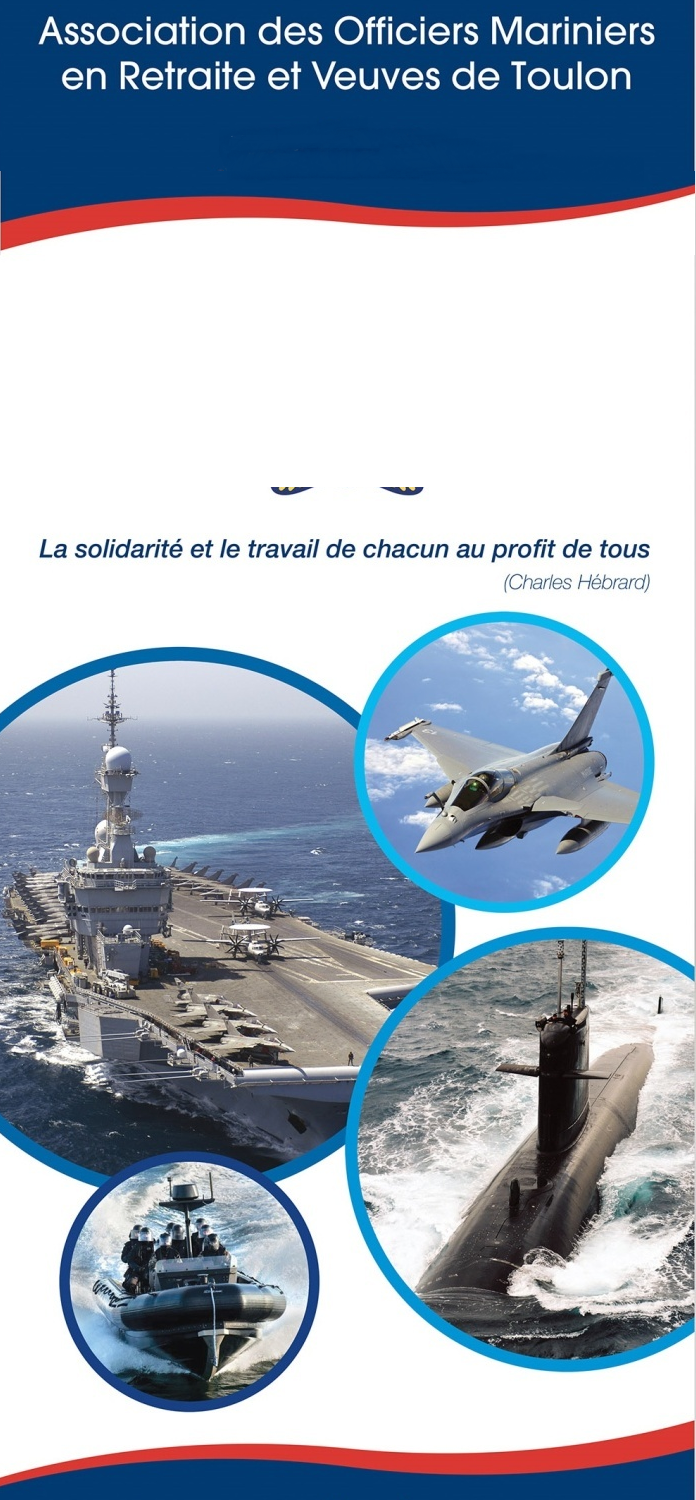 Association des Officiers Mariniers
en Retraite et Veuves de Toulon
La solidarité et le travail de chacun au profit de tous
(Charles Hébrard)